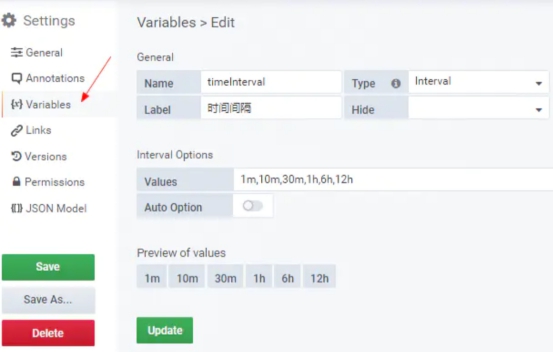 Settings
General
Annotations
Variables
Links
Versions
Permissions
JSON Model
Save
Save As...
Delete
Variables > Edit
General
Name timeInterval Type Interval
Label 时间间隔 Hide
Interval Options
Values 1m,10m,30m,1h,6h,12h
Auto Option
Preview of values
1m 10m 30m 1h 6h 12h
Update